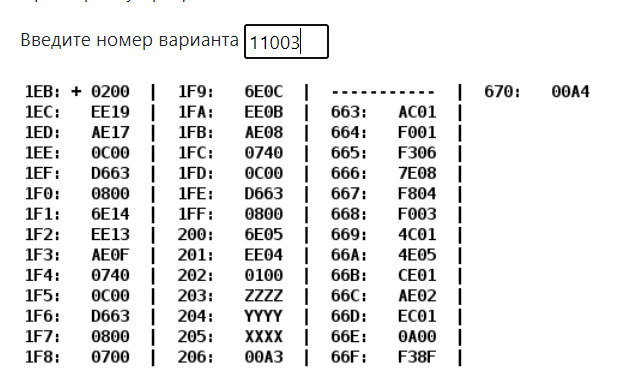 Введите номер варианта 11003
1EB: + 0200 | 1F9: 6E0C | ----------- | 670: 00A4
1EC: EE19 | 1FA: EE0B | 663: AC01 |
1ED: AE17 | 1FB: AE08 | 664: F001 |
1EE: 0C00 | 1FC: 0740 | 665: F306 |
1EF: D663 | 1FD: 0C00 | 666: 7E08 |
1F0: 0800 | 1FE: D663 | 667: F804 |
1F1: 6E14 | 1FF: 0800 | 668: F003 |
1F2: EE13 | 200: 6E05 | 669: 4C01 |
1F3: AE0F | 201: EE04 | 66A: 4E05 |
1F4: 0740 | 202: 0100 | 66B: CE01 |
1F5: 0C00 | 203: ZZZZ | 66C: AE02 |
1F6: D663 | 204: YYYY | 66D: EC01 |
1F7: 0800 | 205: XXXX | 66E: 0A00 |
1F8: 0700 | 206: 00A3 | 66F: F38F |